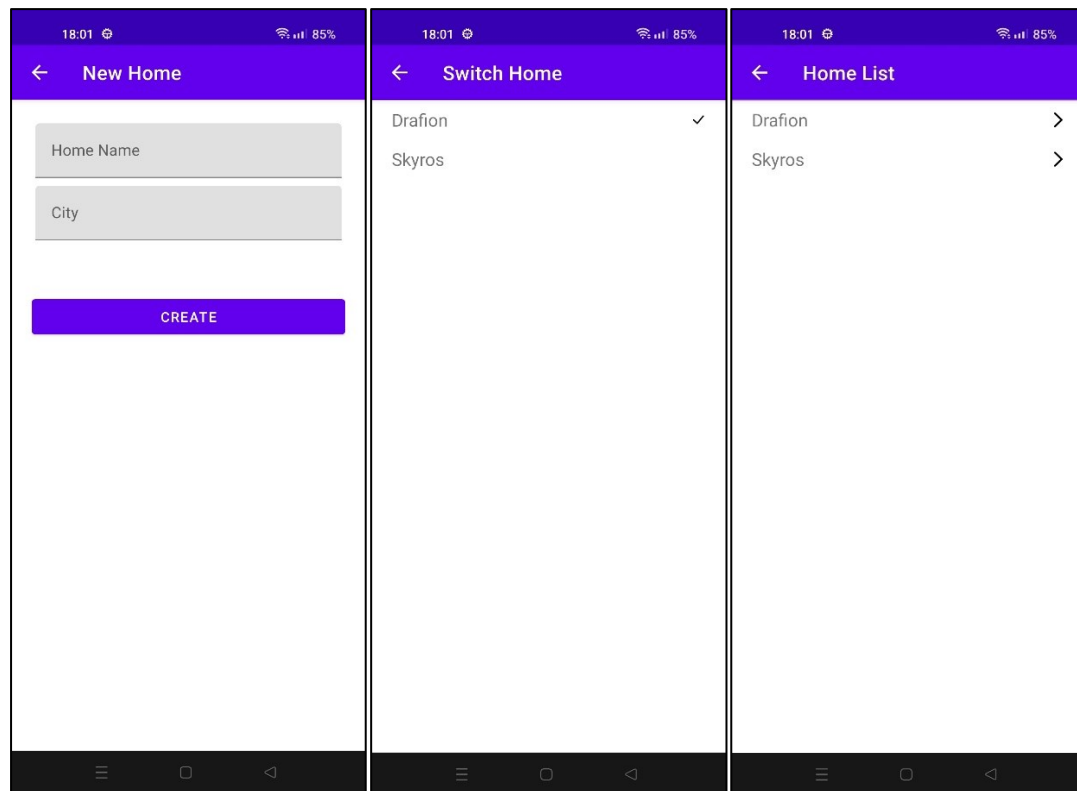 18:01 85%
New Home
Home Name
City
CREATE
18:01 85%
Switch Home
Drafion
Skyros
18:01 85%
Home List
Drafion
Skyros